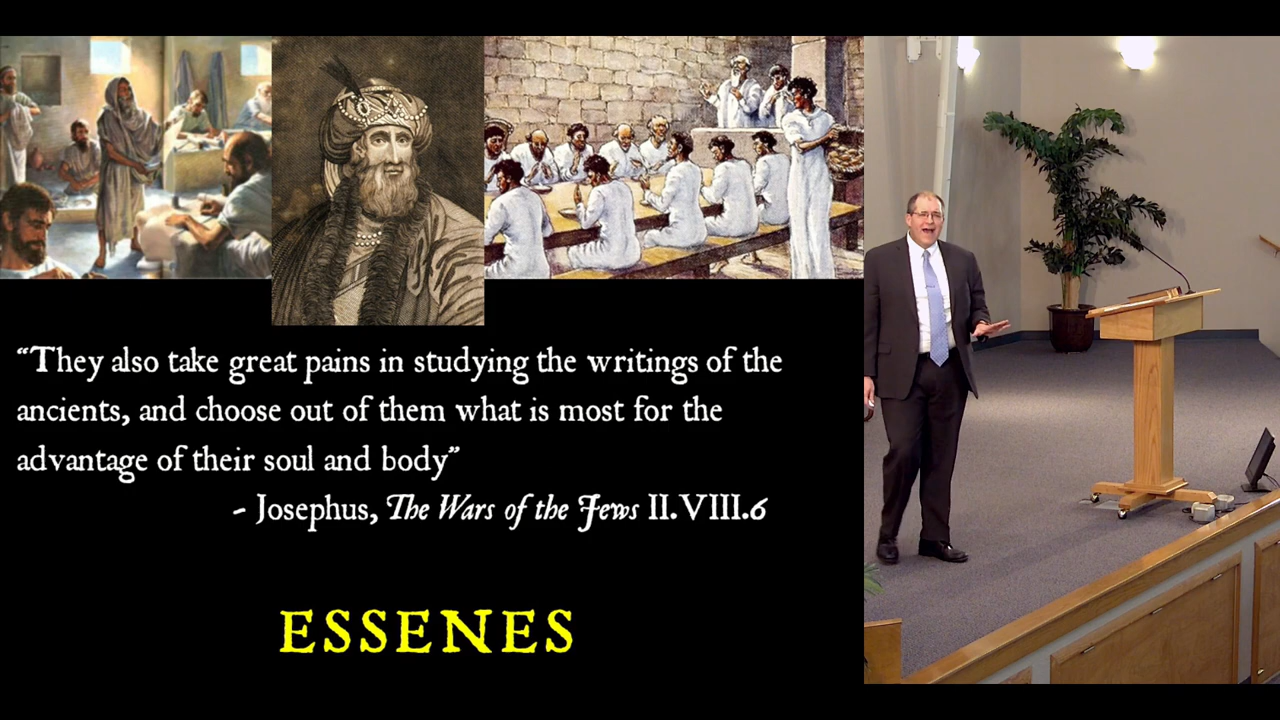 “They also take great pains in studying the writings of the
ancients, and choose out of them what is most for the
advantage of their soul and body”
- Josephus, The Wars of the Jews II.VIII.6
ESSENES